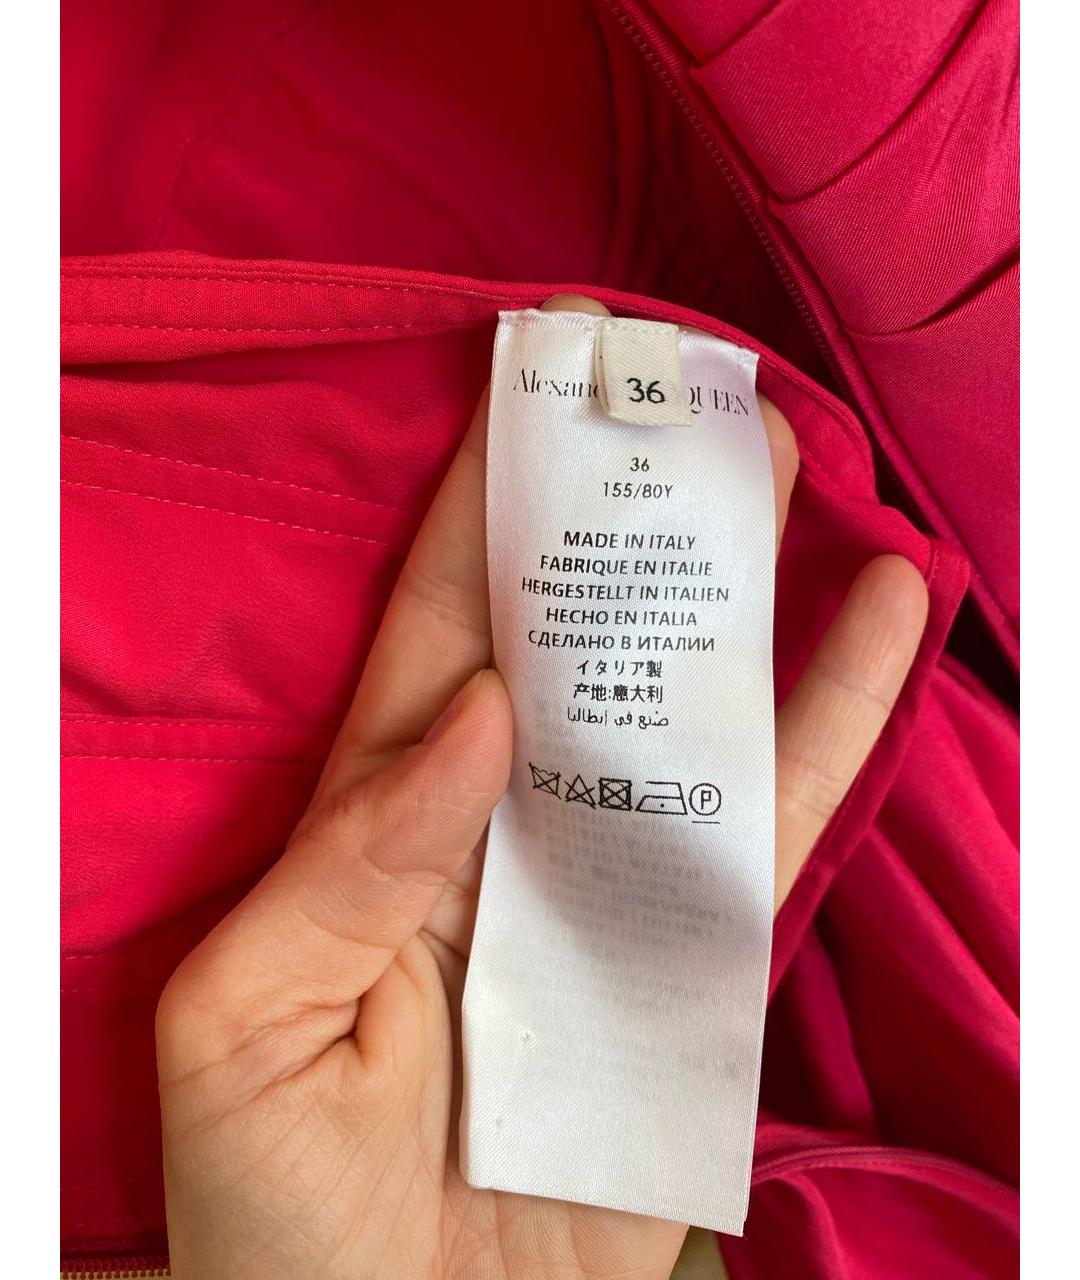 36
36
155/80Y
MADE IN ITALY
FABRIQUE EN ITALIE
HERGESTELLT IN ITALIEN
HECHO EN ITALIA
СДЕЛАНО В ИТАЛИИ
イタリア製
产地:意大利
صنع في إيطاليا
P